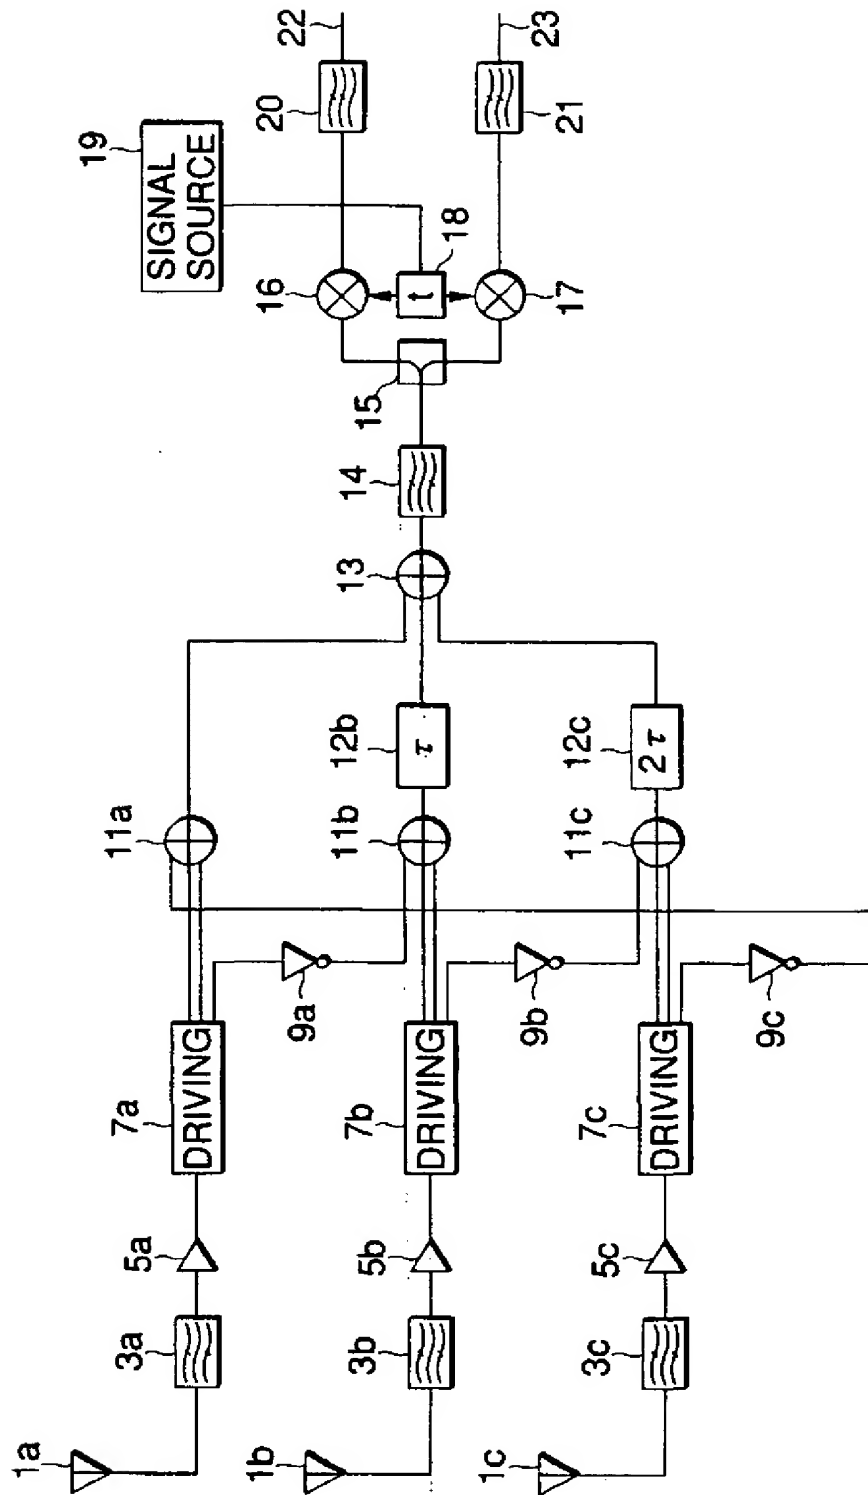 1a
3a
5a
7a
DRIVING
9a
11a
1b
3b
5b
7b
DRIVING
9b
11b
12b
τ
1c
3c
5c
7c
DRIVING
9c
11c
12c
2τ
13
14
15
16
17
18
t
19
SIGNAL
SOURCE
20
21
22
23